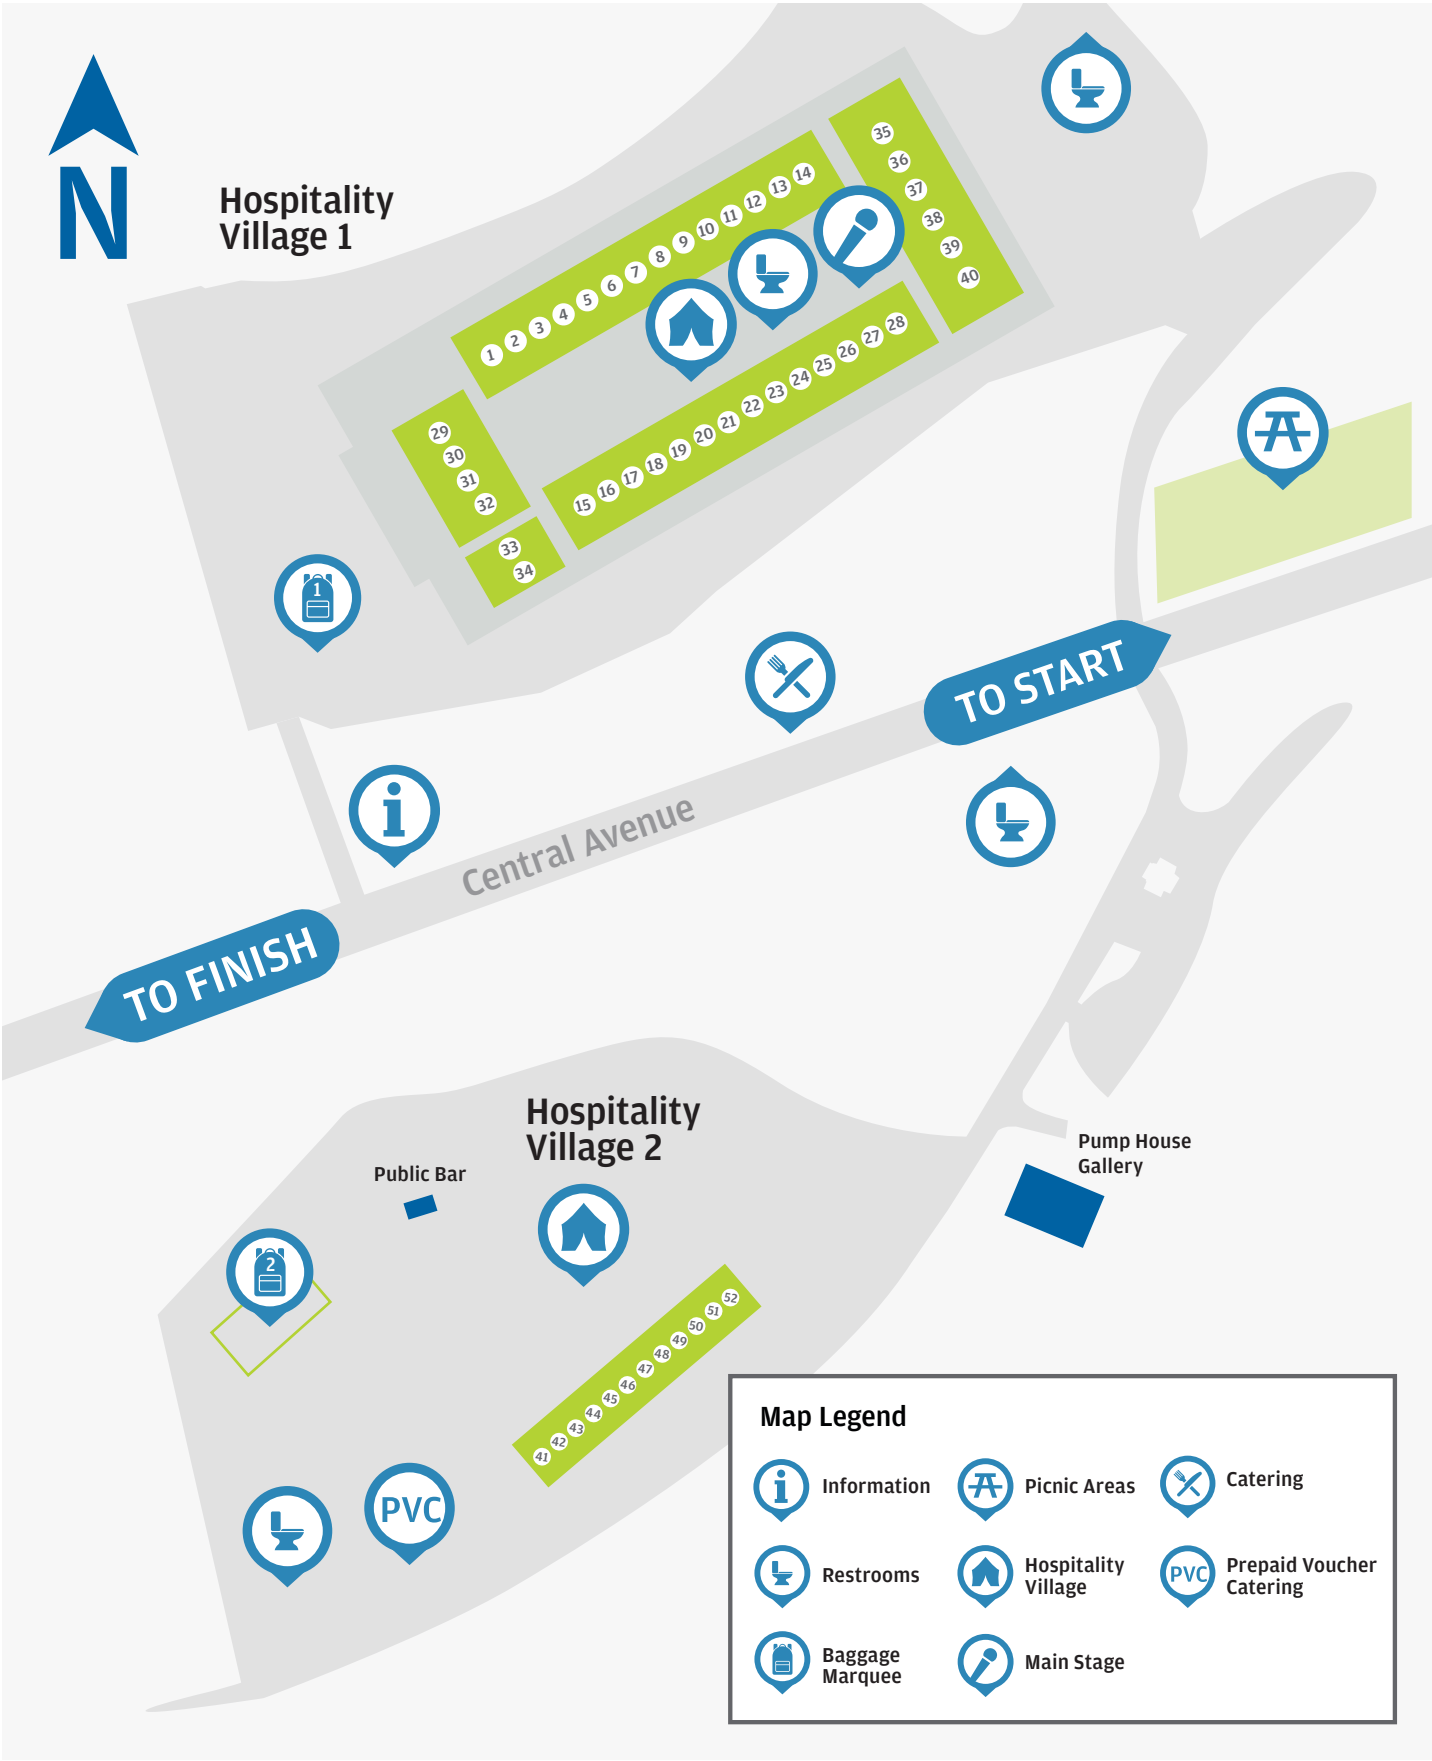 N
Hospitality
Village 1
35
36
37
38
39
40
14
13
12
11
10
9
8
7
6
5
4
3
2
1
28
27
26
25
24
23
22
21
20
19
18
17
16
15
29
30
31
32
33
34
1
TO START
Central Avenue
TO FINISH
Hospitality
Village 2
Public Bar
Pump House
Gallery
2
52
51
50
49
48
47
46
45
44
43
42
41
PVC
Map Legend
Information
Picnic Areas
Catering
Restrooms
Hospitality
Village
PVC
Prepaid Voucher
Catering
Baggage
Marquee
Main Stage